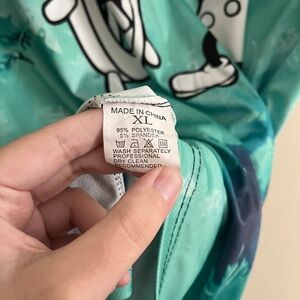 MADE IN CHINA
XL
95% POLYESTER
5% SPANDEX
WASH SEPARATELY
PROFESSIONAL
DRY CLEAN
RECOMMENDED